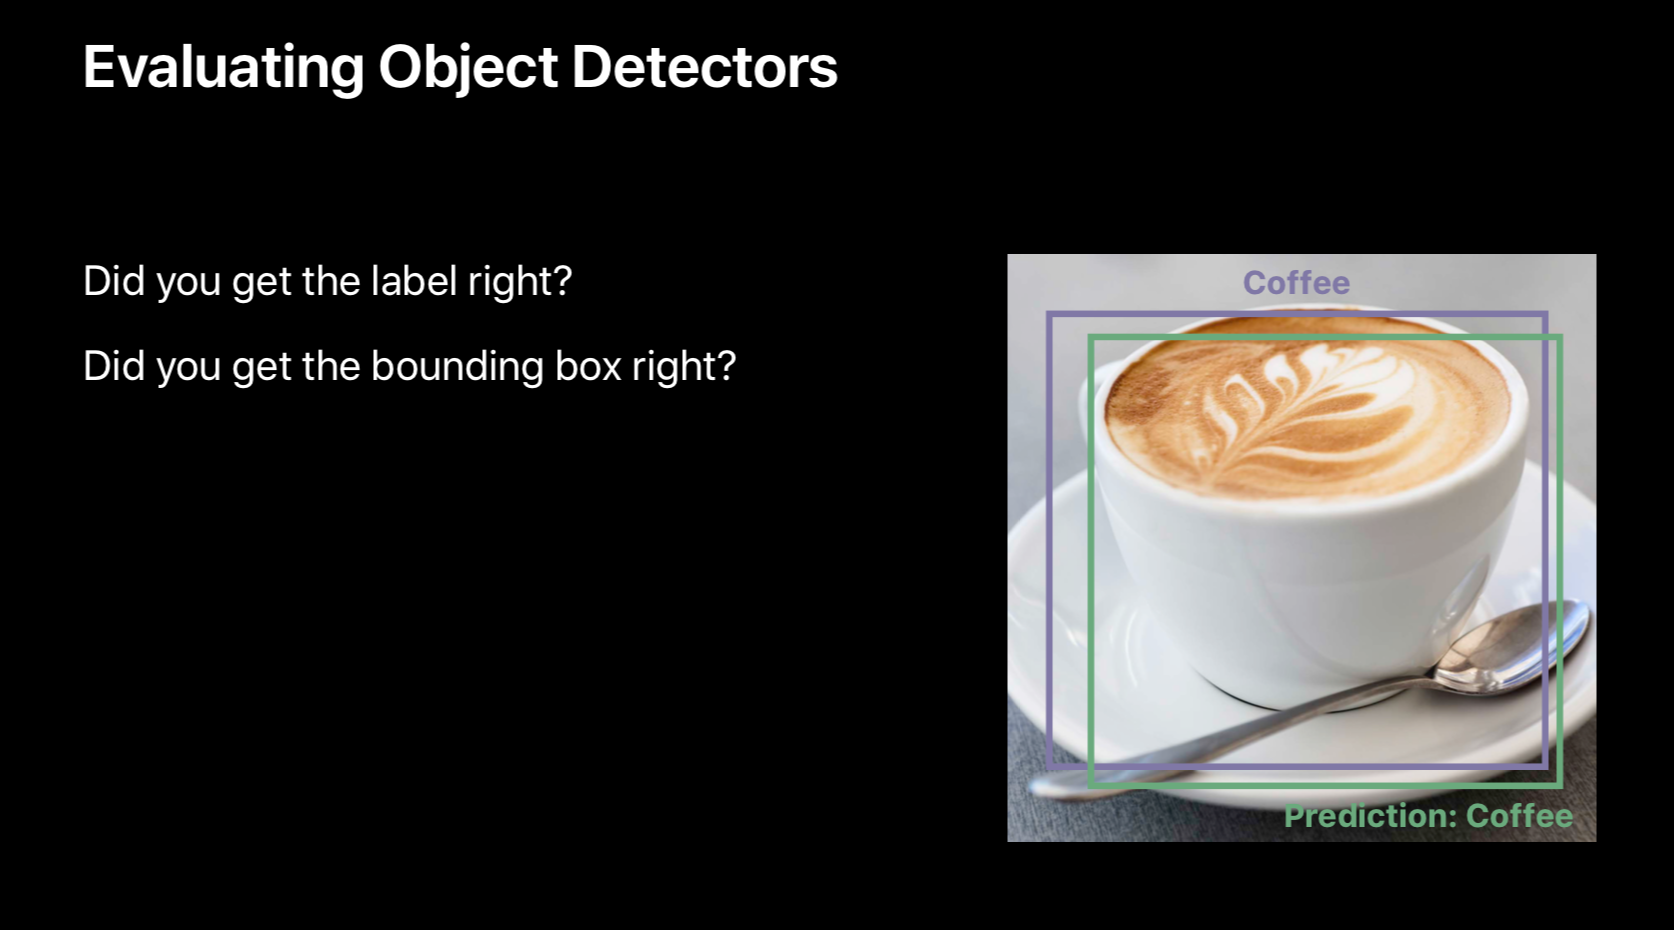 Evaluating Object Detectors
Did you get the label right?
Did you get the bounding box right?
Coffee
Prediction: Coffee